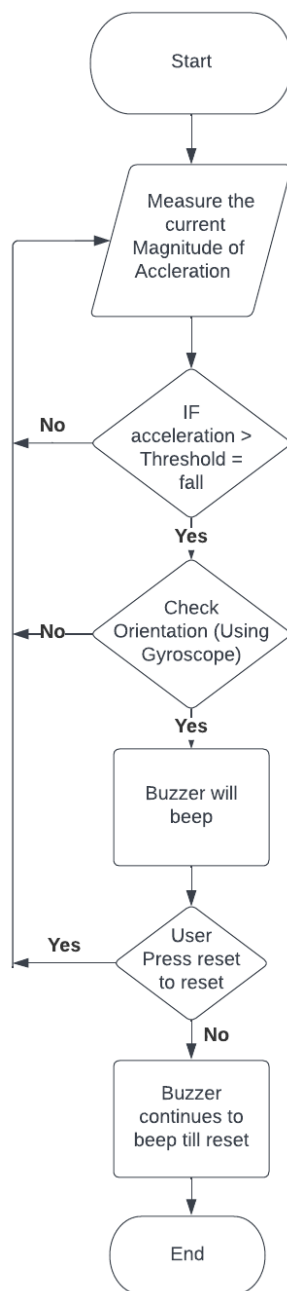 Start
Measure the
current
Magnitude of
Accleration
IF
acceleration >
Threshold =
fall
No
Yes
Check
Orientation (Using
Gyroscope)
No
Yes
Buzzer will
beep
User
Press reset
to reset
Yes
No
Buzzer
continues to
beep till reset
End